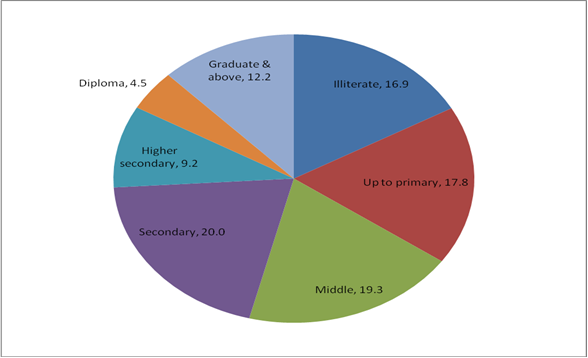 Graduate &
above, 12.2
Illiterate, 16.9
Diploma, 4.5
Higher
secondary, 9.2
Up to primary, 17.8
Secondary, 20.0
Middle, 19.3